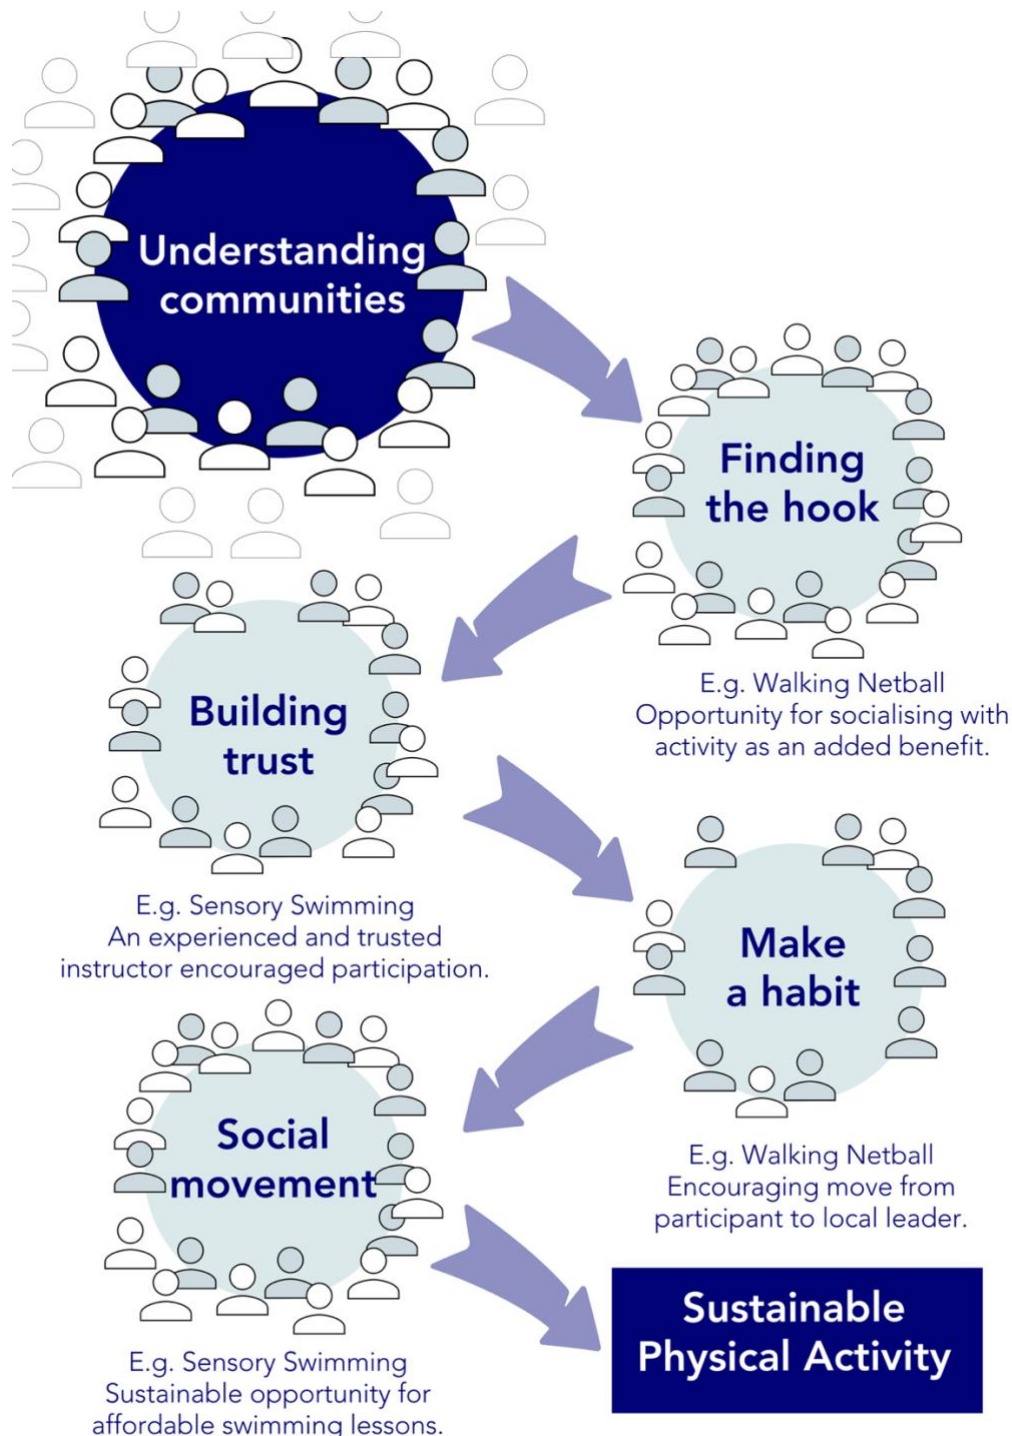 Understanding
communities
Finding
the hook
E.g. Walking Netball
Opportunity for socialising with
activity as an added benefit.
Building
trust
E.g. Sensory Swimming
An experienced and trusted
instructor encouraged participation.
Make
a habit
E.g. Walking Netball
Encouraging move from
participant to local leader.
Social
movement
E.g. Sensory Swimming
Sustainable opportunity for
affordable swimming lessons.
Sustainable
Physical Activity